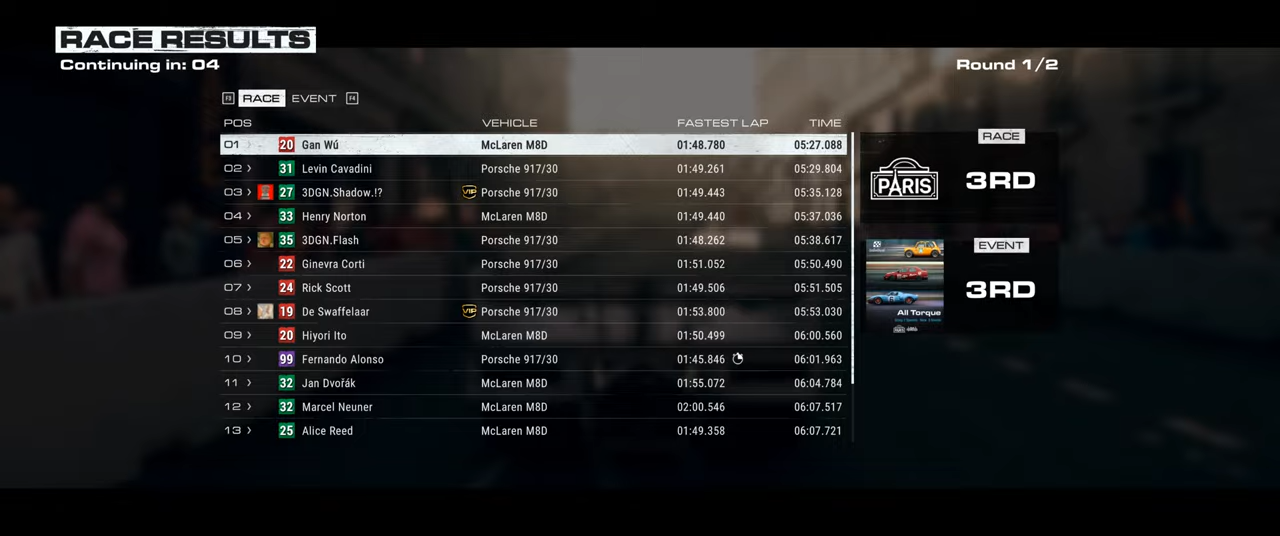 RACE RESULTS
Continuing in: 04
Round 1/2
F3 RACE EVENT F4
POS VEHICLE FASTEST LAP TIME
01 › 20 Gan Wú McLaren M8D 01:48.780 05:27.088
02 › 31 Levin Cavadini Porsche 917/30 01:49.261 05:29.804
03 › 27 3DGN.Shadow.!? VIP Porsche 917/30 01:49.443 05:35.128
04 › 33 Henry Norton McLaren M8D 01:49.440 05:37.036
05 › 35 3DGN.Flash Porsche 917/30 01:48.262 05:38.617
06 › 22 Ginevra Corti Porsche 917/30 01:51.052 05:50.490
07 › 24 Rick Scott Porsche 917/30 01:49.506 05:51.505
08 › 19 De Swaffelaar VIP Porsche 917/30 01:53.800 05:53.030
09 › 20 Hiyori Ito McLaren M8D 01:50.499 06:00.560
10 › 99 Fernando Alonso Porsche 917/30 01:45.846 06:01.963
11 › 32 Jan Dvořák McLaren M8D 01:55.072 06:04.784
12 › 32 Marcel Neuner McLaren M8D 02:00.546 06:07.517
13 › 25 Alice Reed McLaren M8D 01:49.358 06:07.721
RACE
PARIS
3RD
EVENT
3RD
All Torque